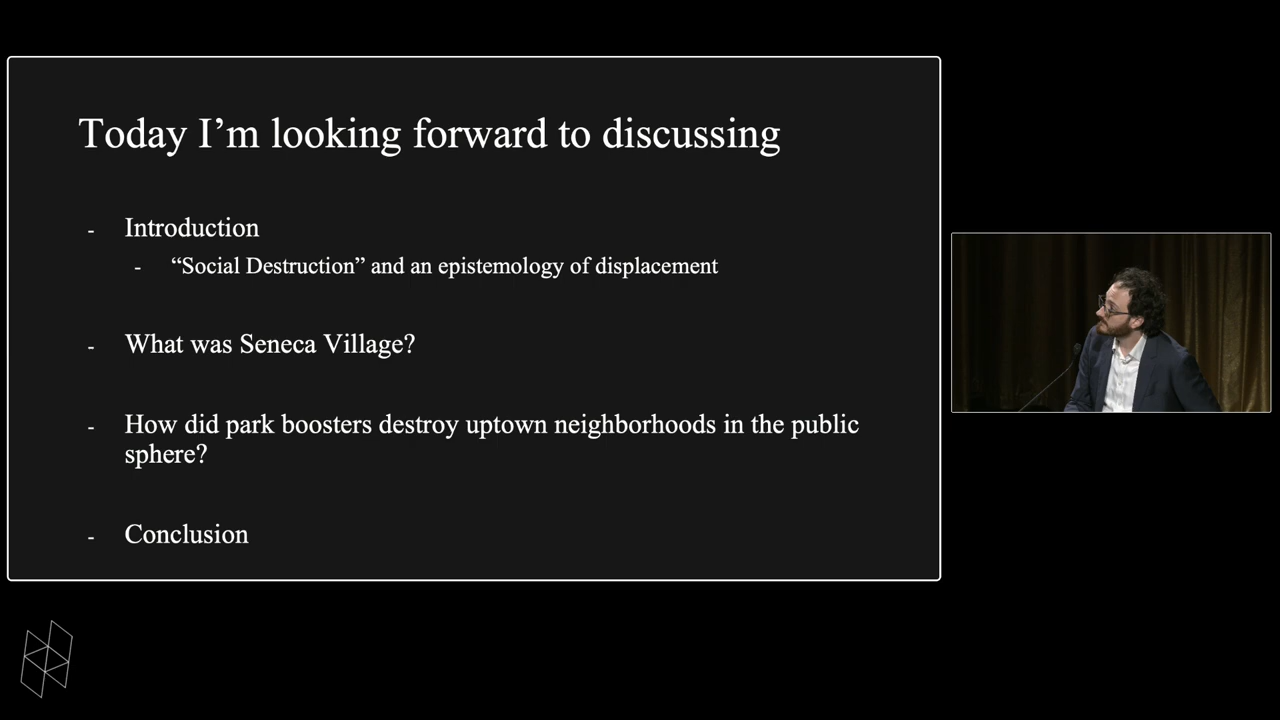 Today I’m looking forward to discussing
- Introduction
- “Social Destruction” and an epistemology of displacement
- What was Seneca Village?
- How did park boosters destroy uptown neighborhoods in the public
sphere?
- Conclusion